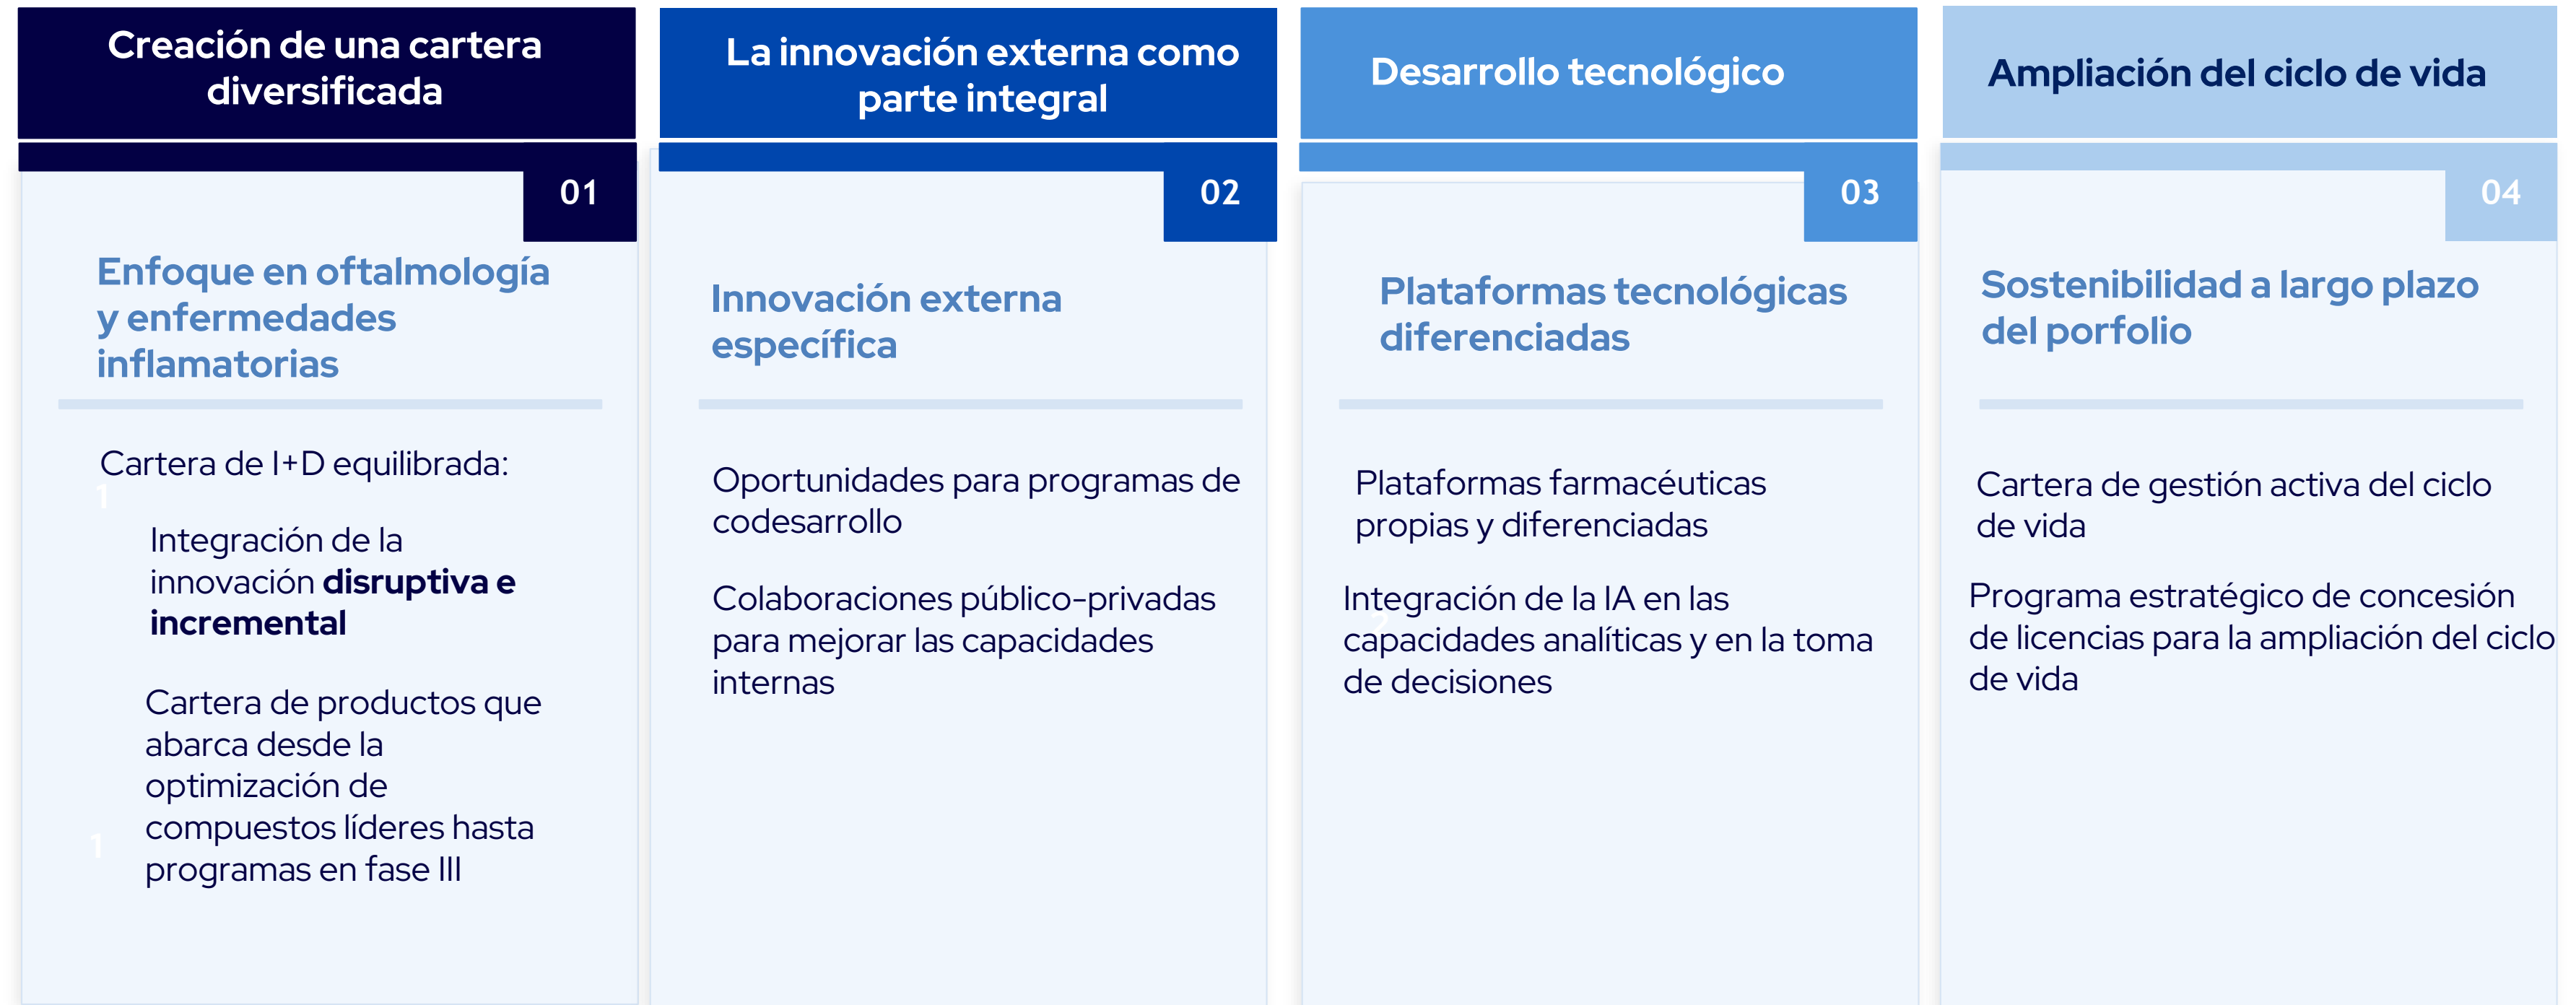 Creación de una cartera
diversificada
01
Enfoque en oftalmología
y enfermedades
inflamatorias
Cartera de I+D equilibrada:
1
Integración de la
innovación disruptiva e
incremental
Cartera de productos que
abarca desde la
optimización de
compuestos líderes hasta
programas en fase III
1
La innovación externa como
parte integral
02
Innovación externa
específica
Oportunidades para programas de
codesarrollo
Colaboraciones público-privadas
para mejorar las capacidades
internas
Desarrollo tecnológico
03
Plataformas tecnológicas
diferenciadas
Plataformas farmacéuticas
propias y diferenciadas
Integración de la IA en las
2
capacidades analíticas y en la toma
de decisiones
Ampliación del ciclo de vida
04
Sostenibilidad a largo plazo
del porfolio
Cartera de gestión activa del ciclo
de vida
Programa estratégico de concesión
de licencias para la ampliación del ciclo
de vida